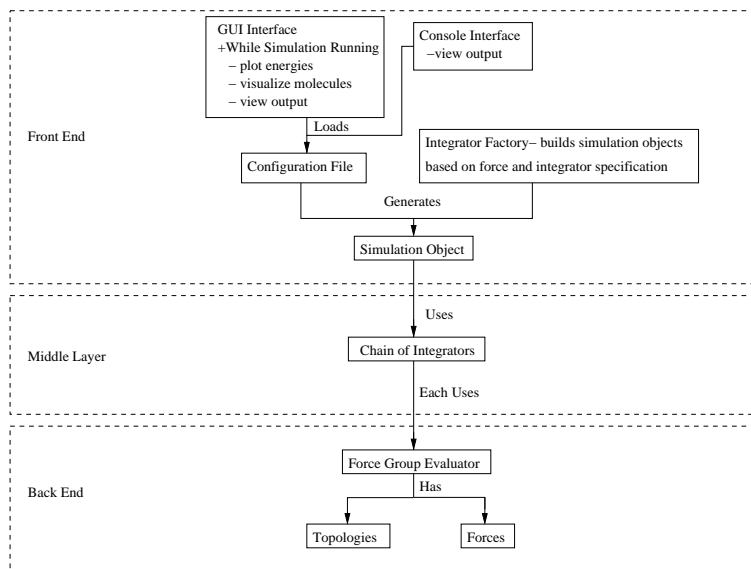 GUI Interface
+While Simulation Running
– plot energies
– visualize molecules
– view output
Console Interface
–view output
Loads
Front End
Integrator Factory– builds simulation objects
based on force and integrator specification
Configuration File
Generates
Simulation Object
Uses
Chain of Integrators
Middle Layer
Each Uses
Force Group Evaluator
Has
Back End
Topologies
Forces